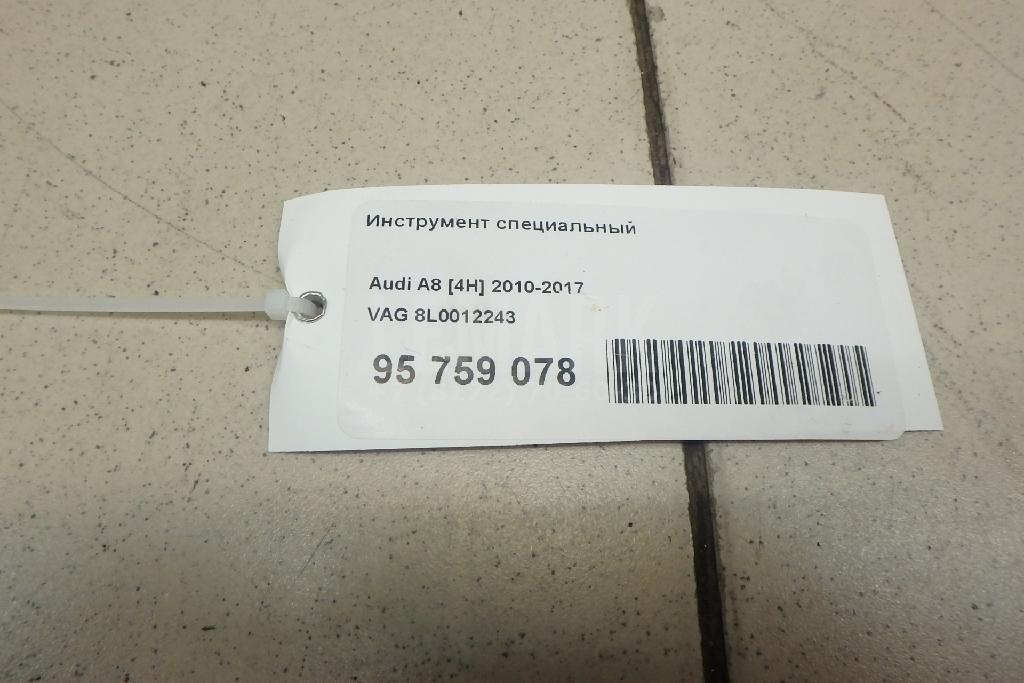 Инструмент специальный
Audi A8 [4H] 2010-2017
VAG 8L0012243
95 759 078